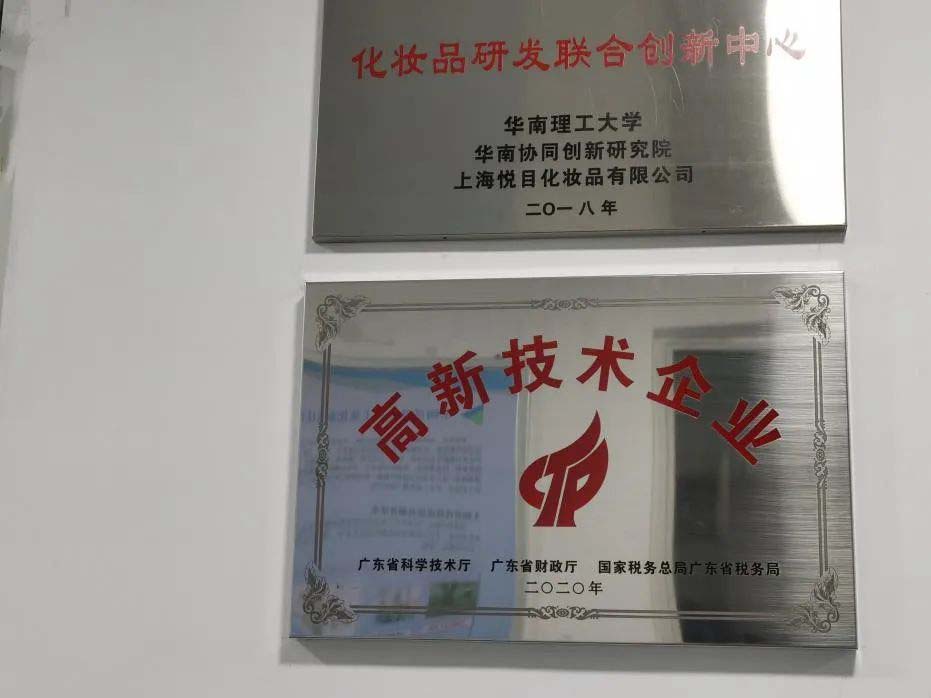 化妆品研发联合创新中心
华南理工大学
华南协同创新研究院
上海悦目化妆品有限公司
二〇一八年
高新技术企业
广东省科学技术厅 广东省财政厅 国家税务总局广东省税务局
二〇二〇年